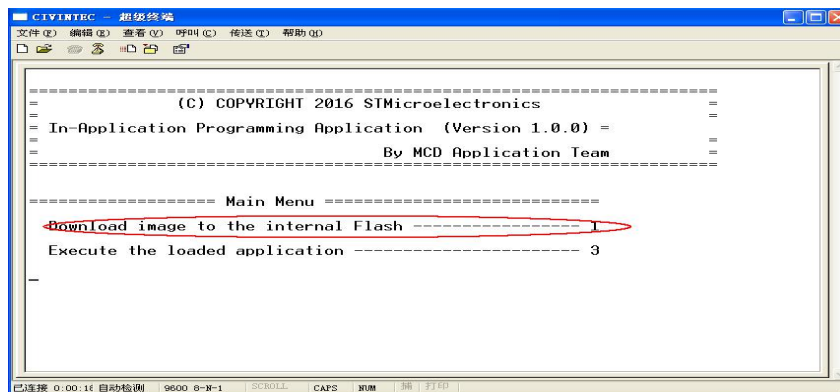 CIVINTEC - 超级终端
文件(F) 编辑(E) 查看(V) 呼叫(C) 传送(T) 帮助(H)
======================================================================
= (C) COPYRIGHT 2016 STMicroelectronics =
= =
= In-Application Programming Application (Version 1.0.0) =
= =
= By MCD Application Team =
======================================================================
=================== Main Menu ============================
Download image to the internal Flash ----------------- 1
Execute the loaded application ----------------------- 3
_
已连接 0:00:16 自动检测 9600 8-N-1 SCROLL CAPS NUM 捕 打印